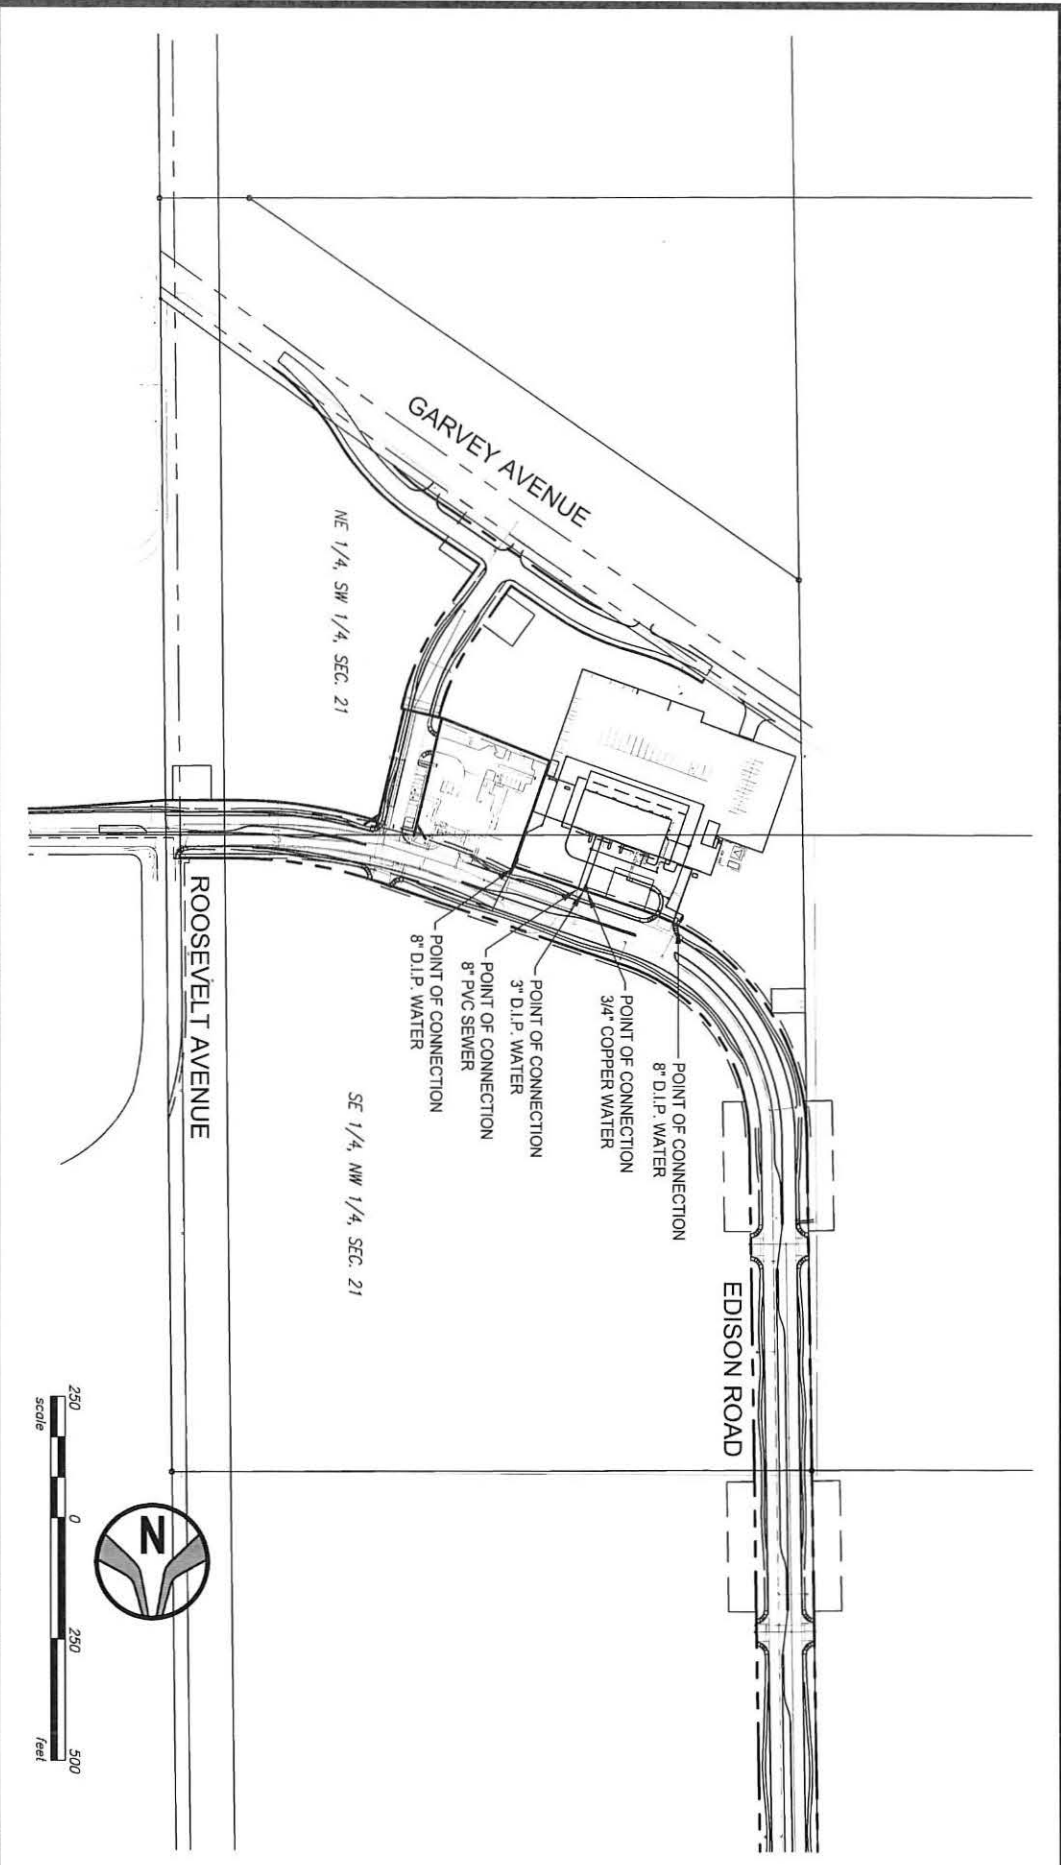 GARVEY AVENUE
NE 1/4, SW 1/4, SEC. 21
POINT OF CONNECTION
8" D.I.P. WATER
POINT OF CONNECTION
3/4" COPPER WATER
POINT OF CONNECTION
3" D.I.P. WATER
POINT OF CONNECTION
8" PVC SEWER
POINT OF CONNECTION
8" D.I.P. WATER
ROOSEVELT AVENUE
SE 1/4, NW 1/4, SEC. 21
EDISON ROAD
250 0 250 500
scale feet
N